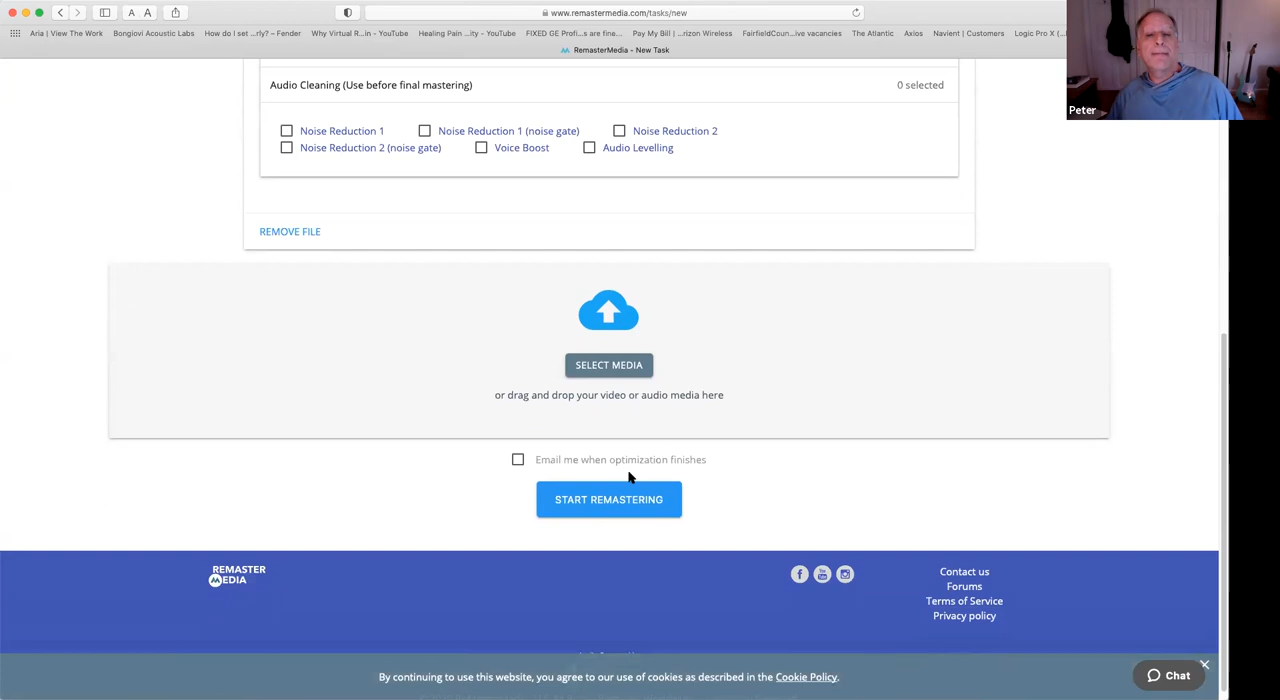 A A
www.remastermedia.com/tasks/new
Aria | View The Work Bongiovi Acoustic Labs How do I set ...rly? – Fender Why Virtual R...in - YouTube Healing Pain ...ity - YouTube FIXED GE Profi...s are fine... Pay My Bill |...rizon Wireless FairfieldCoun...ive vacancies The Atlantic Axios Navient | Customers Logic Pro X (...
RemasterMedia - New Task
Peter
Audio Cleaning (Use before final mastering) 0 selected
Noise Reduction 1 Noise Reduction 1 (noise gate) Noise Reduction 2
Noise Reduction 2 (noise gate) Voice Boost Audio Levelling
REMOVE FILE
SELECT MEDIA
or drag and drop your video or audio media here
Email me when optimization finishes
START REMASTERING
REMASTER
MEDIA
Contact us
Forums
Terms of Service
Privacy policy
By continuing to use this website, you agree to our use of cookies as described in the Cookie Policy.
Chat